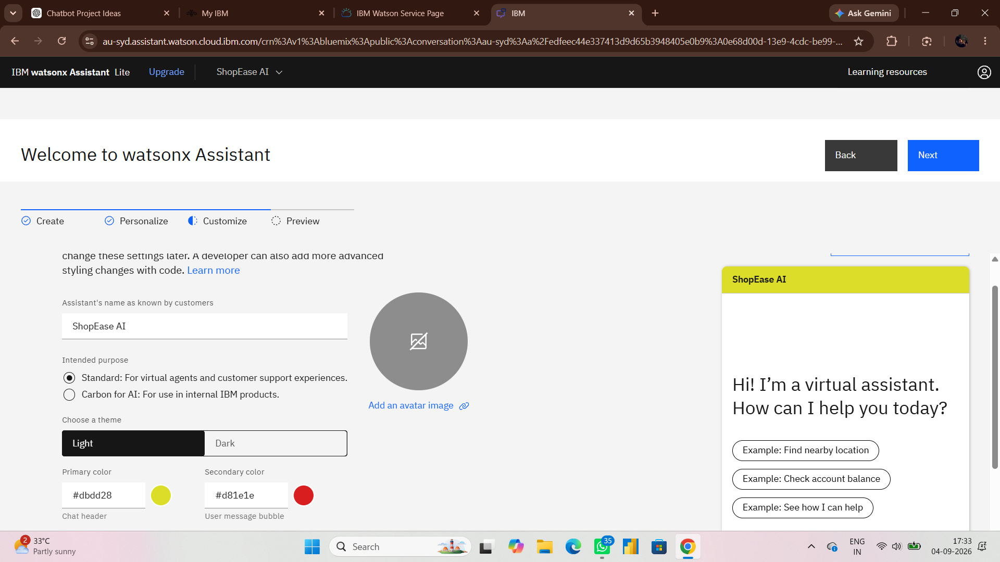 Chatbot Project Ideas
My IBM
IBM Watson Service Page
IBM
Ask Gemini
au-syd.assistant.watson.cloud.ibm.com/crn%3Av1%3Abluemix%3Apublic%3Aconversation%3Aau-syd%3Aa%2Fedfeec44e337413d9d65b3948405e0b9%3A0e68d00d-13e9-4cdc-be99-...
IBM watsonx Assistant Lite
Upgrade
ShopEase AI
Learning resources
Welcome to watsonx Assistant
Back
Next
Create
Personalize
Customize
Preview
change these settings later. A developer can also add more advanced
styling changes with code. Learn more
Assistant's name as known by customers
ShopEase AI
Intended purpose
Standard: For virtual agents and customer support experiences.
Carbon for AI: For use in internal IBM products.
Add an avatar image
Choose a theme
Light
Dark
Primary color
Secondary color
#dbdd28
#d81e1e
Chat header
User message bubble
ShopEase AI
Hi! I’m a virtual assistant.
How can I help you today?
Example: Find nearby location
Example: Check account balance
Example: See how I can help
2
33°C
Partly sunny
Search
35
ENG
IN
17:33
04-09-2026